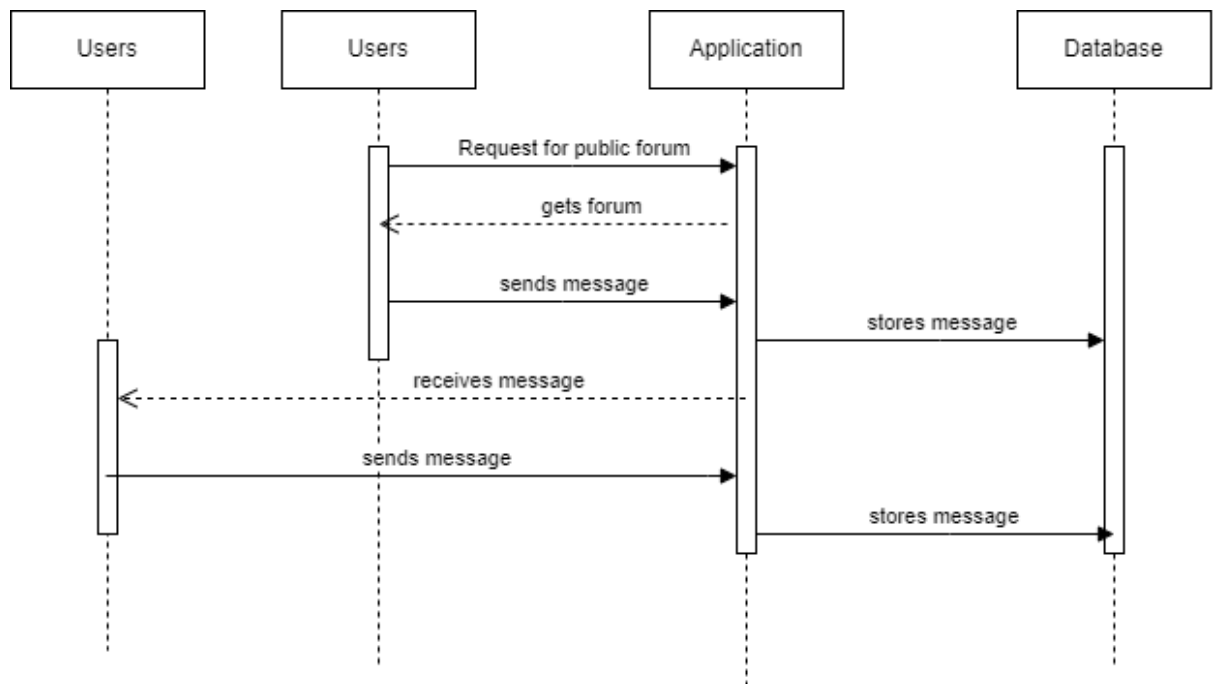 Users
Users
Application
Database
Request for public forum
gets forum
sends message
stores message
receives message
sends message
stores message